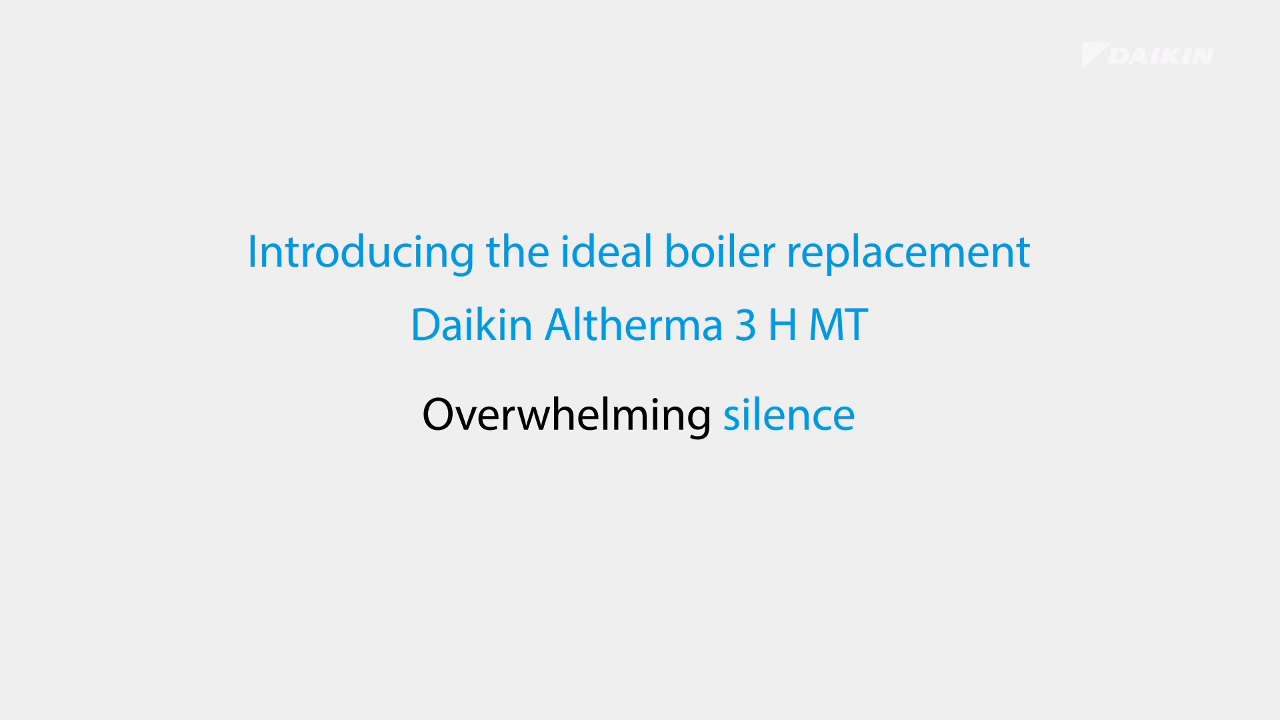 DAIKIN
Introducing the ideal boiler replacement
Daikin Altherma 3 H MT
Overwhelming silence